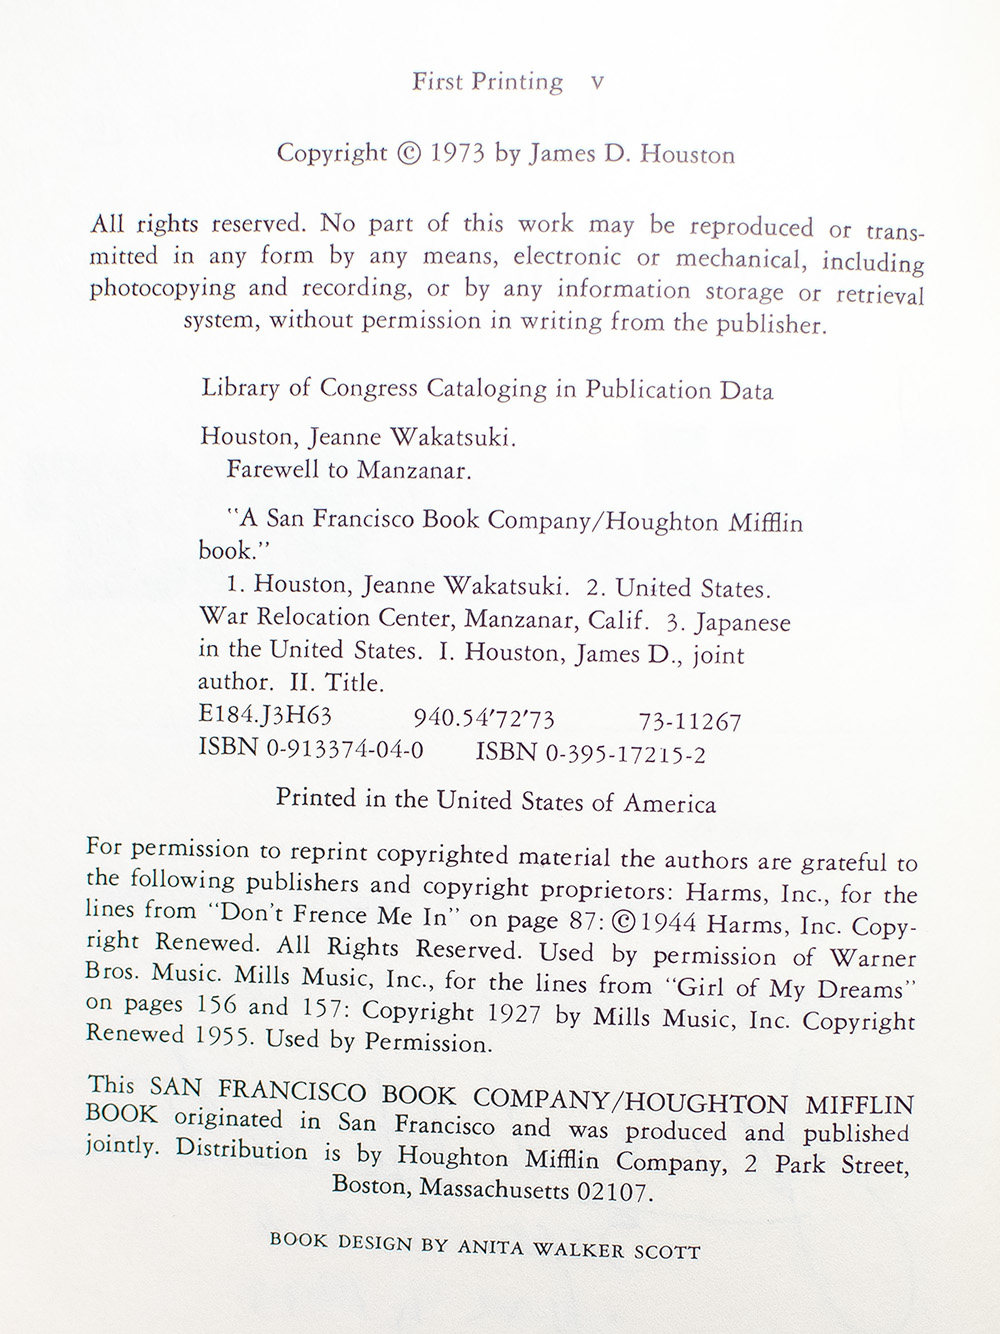 First Printing v
Copyright © 1973 by James D. Houston
All rights reserved. No part of this work may be reproduced or trans-
mitted in any form by any means, electronic or mechanical, including
photocopying and recording, or by any information storage or retrieval
system, without permission in writing from the publisher.
Library of Congress Cataloging in Publication Data
Houston, Jeanne Wakatsuki.
Farewell to Manzanar.
"A San Francisco Book Company/Houghton Mifflin
book."
1. Houston, Jeanne Wakatsuki. 2. United States.
War Relocation Center, Manzanar, Calif. 3. Japanese
in the United States. I. Houston, James D., joint
author. II. Title.
E184.J3H63 940.54'72'73 73-11267
ISBN 0-913374-04-0 ISBN 0-395-17215-2
Printed in the United States of America
For permission to reprint copyrighted material the authors are grateful to
the following publishers and copyright proprietors: Harms, Inc., for the
lines from "Don't Frence Me In" on page 87: ©1944 Harms, Inc. Copy-
right Renewed. All Rights Reserved. Used by permission of Warner
Bros. Music. Mills Music, Inc., for the lines from "Girl of My Dreams"
on pages 156 and 157: Copyright 1927 by Mills Music, Inc. Copyright
Renewed 1955. Used by Permission.
This SAN FRANCISCO BOOK COMPANY/HOUGHTON MIFFLIN
BOOK originated in San Francisco and was produced and published
jointly. Distribution is by Houghton Mifflin Company, 2 Park Street,
Boston, Massachusetts 02107.
BOOK DESIGN BY ANITA WALKER SCOTT